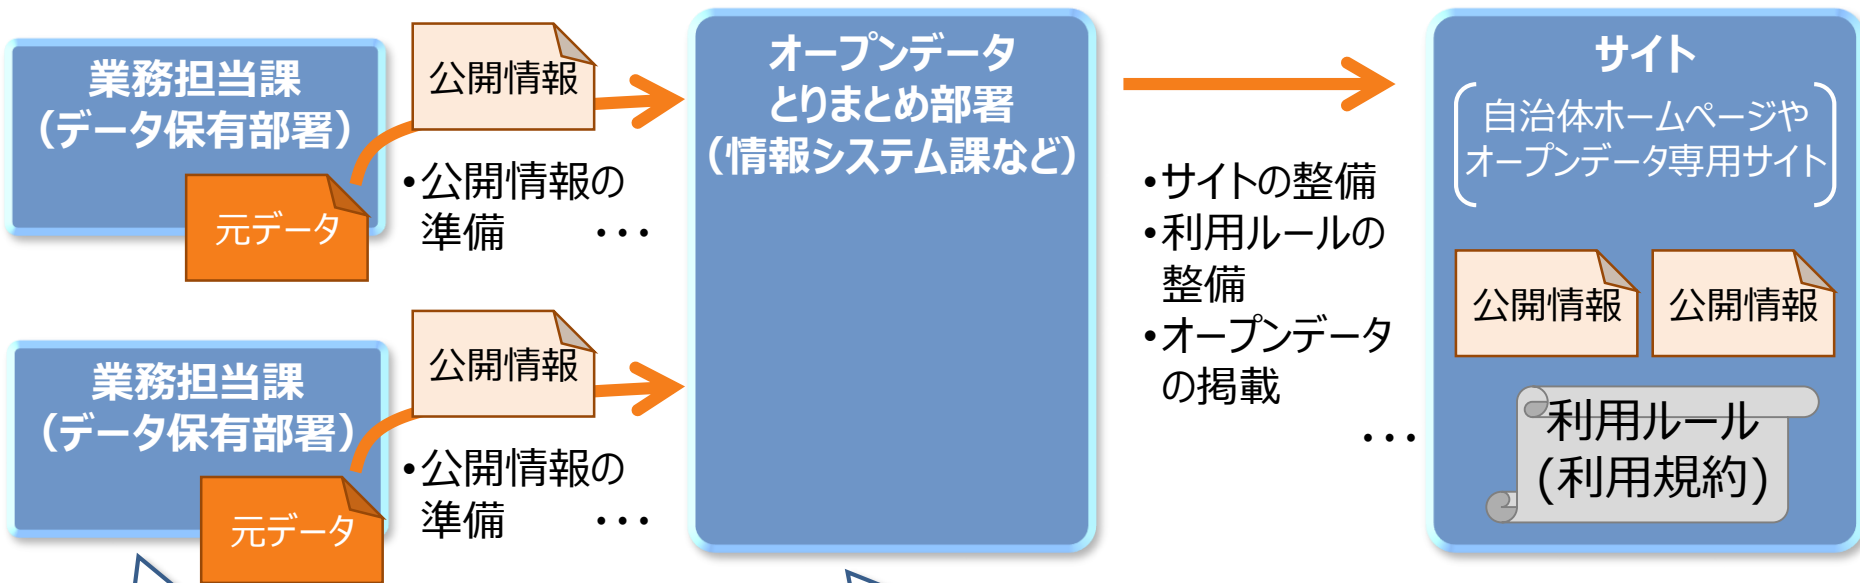 業務担当課
（データ保有部署）
元データ
公開情報
•公開情報の
準備　･･･
業務担当課
（データ保有部署）
元データ
公開情報
•公開情報の
準備　･･･
オープンデータ
とりまとめ部署
（情報システム課など）
•サイトの整備
•利用ルールの
整備
•オープンデータ
の掲載
･･･
サイト
自治体ホームページや
オープンデータ専用サイト
公開情報
公開情報
利用ルール
(利用規約)